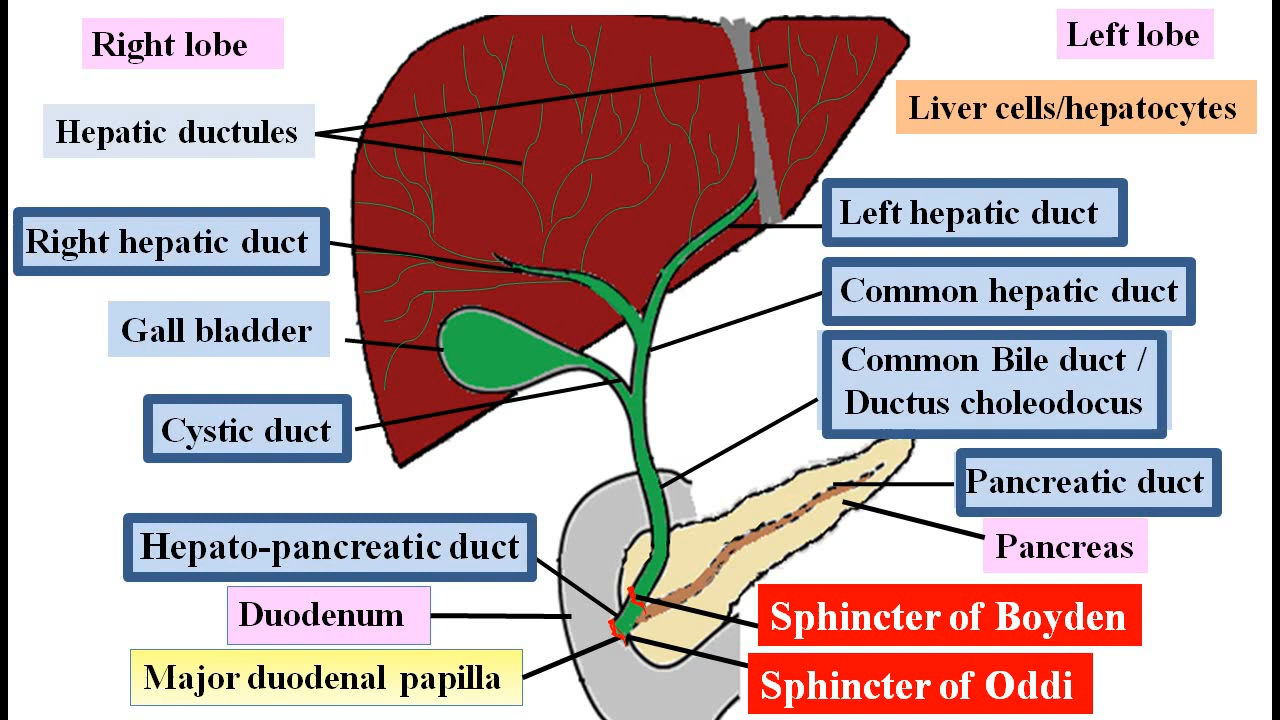 Right lobe
Left lobe
Hepatic ductules
Liver cells/hepatocytes
Right hepatic duct
Left hepatic duct
Gall bladder
Common hepatic duct
Common Bile duct /
Ductus choleodocus
Cystic duct
Pancreatic duct
Hepato-pancreatic duct
Pancreas
Duodenum
Sphincter of Boyden
Major duodenal papilla
Sphincter of Oddi